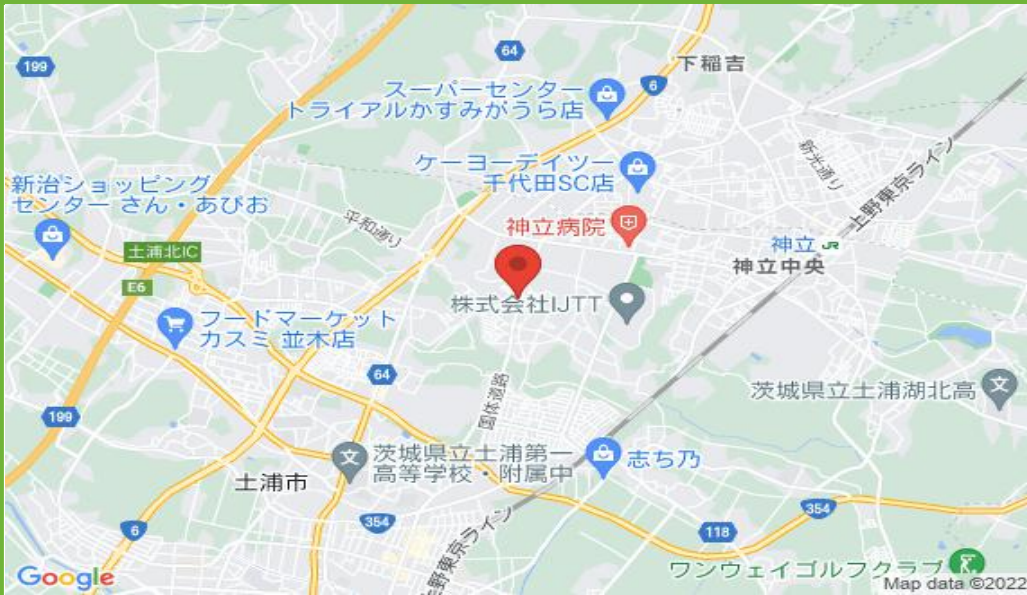 199
64
下稲吉
6
スーパーセンター
トライアルかすみがうら店
新光通り
上野東京ライン
ケーヨーデイツー
千代田SC店
新治ショッピング
センター さん・あぴお
平和通り
神立病院
土浦北IC
神立 JR
神立中央
E6
株式会社IJTT
フードマーケット
カスミ 並木店
64
国体道路
茨城県立土浦湖北高
199
茨城県立土浦第一
高等学校・附属中
志ち乃
土浦市
6
354
354
118
上野東京ライン
ワンウェイゴルフクラブ
Google
Map data ©2022